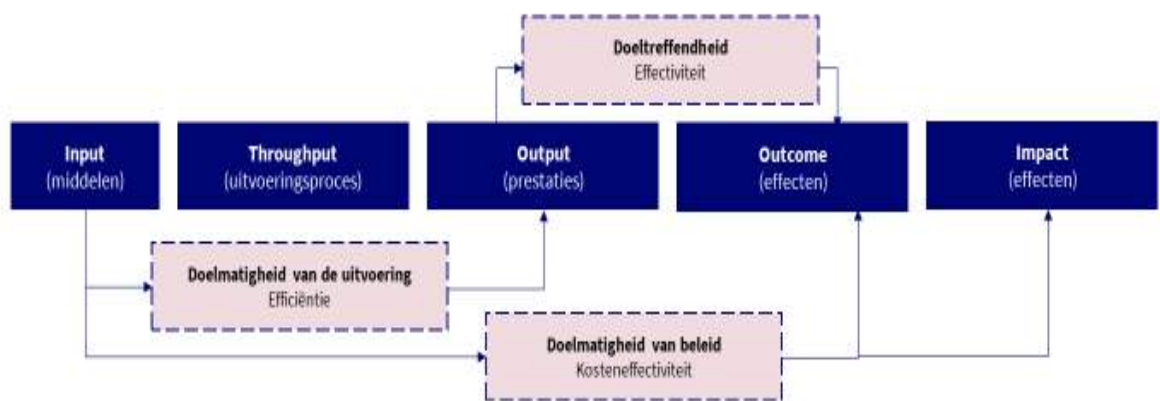 Doeltreffendheid
Effectiviteit
Input
(middelen)
Throughput
(uitvoeringsproces)
Output
(prestaties)
Outcome
(effecten)
Impact
(effecten)
Doelmatigheid van de uitvoering
Efficiëntie
Doelmatigheid van beleid
Kosteneffectiviteit